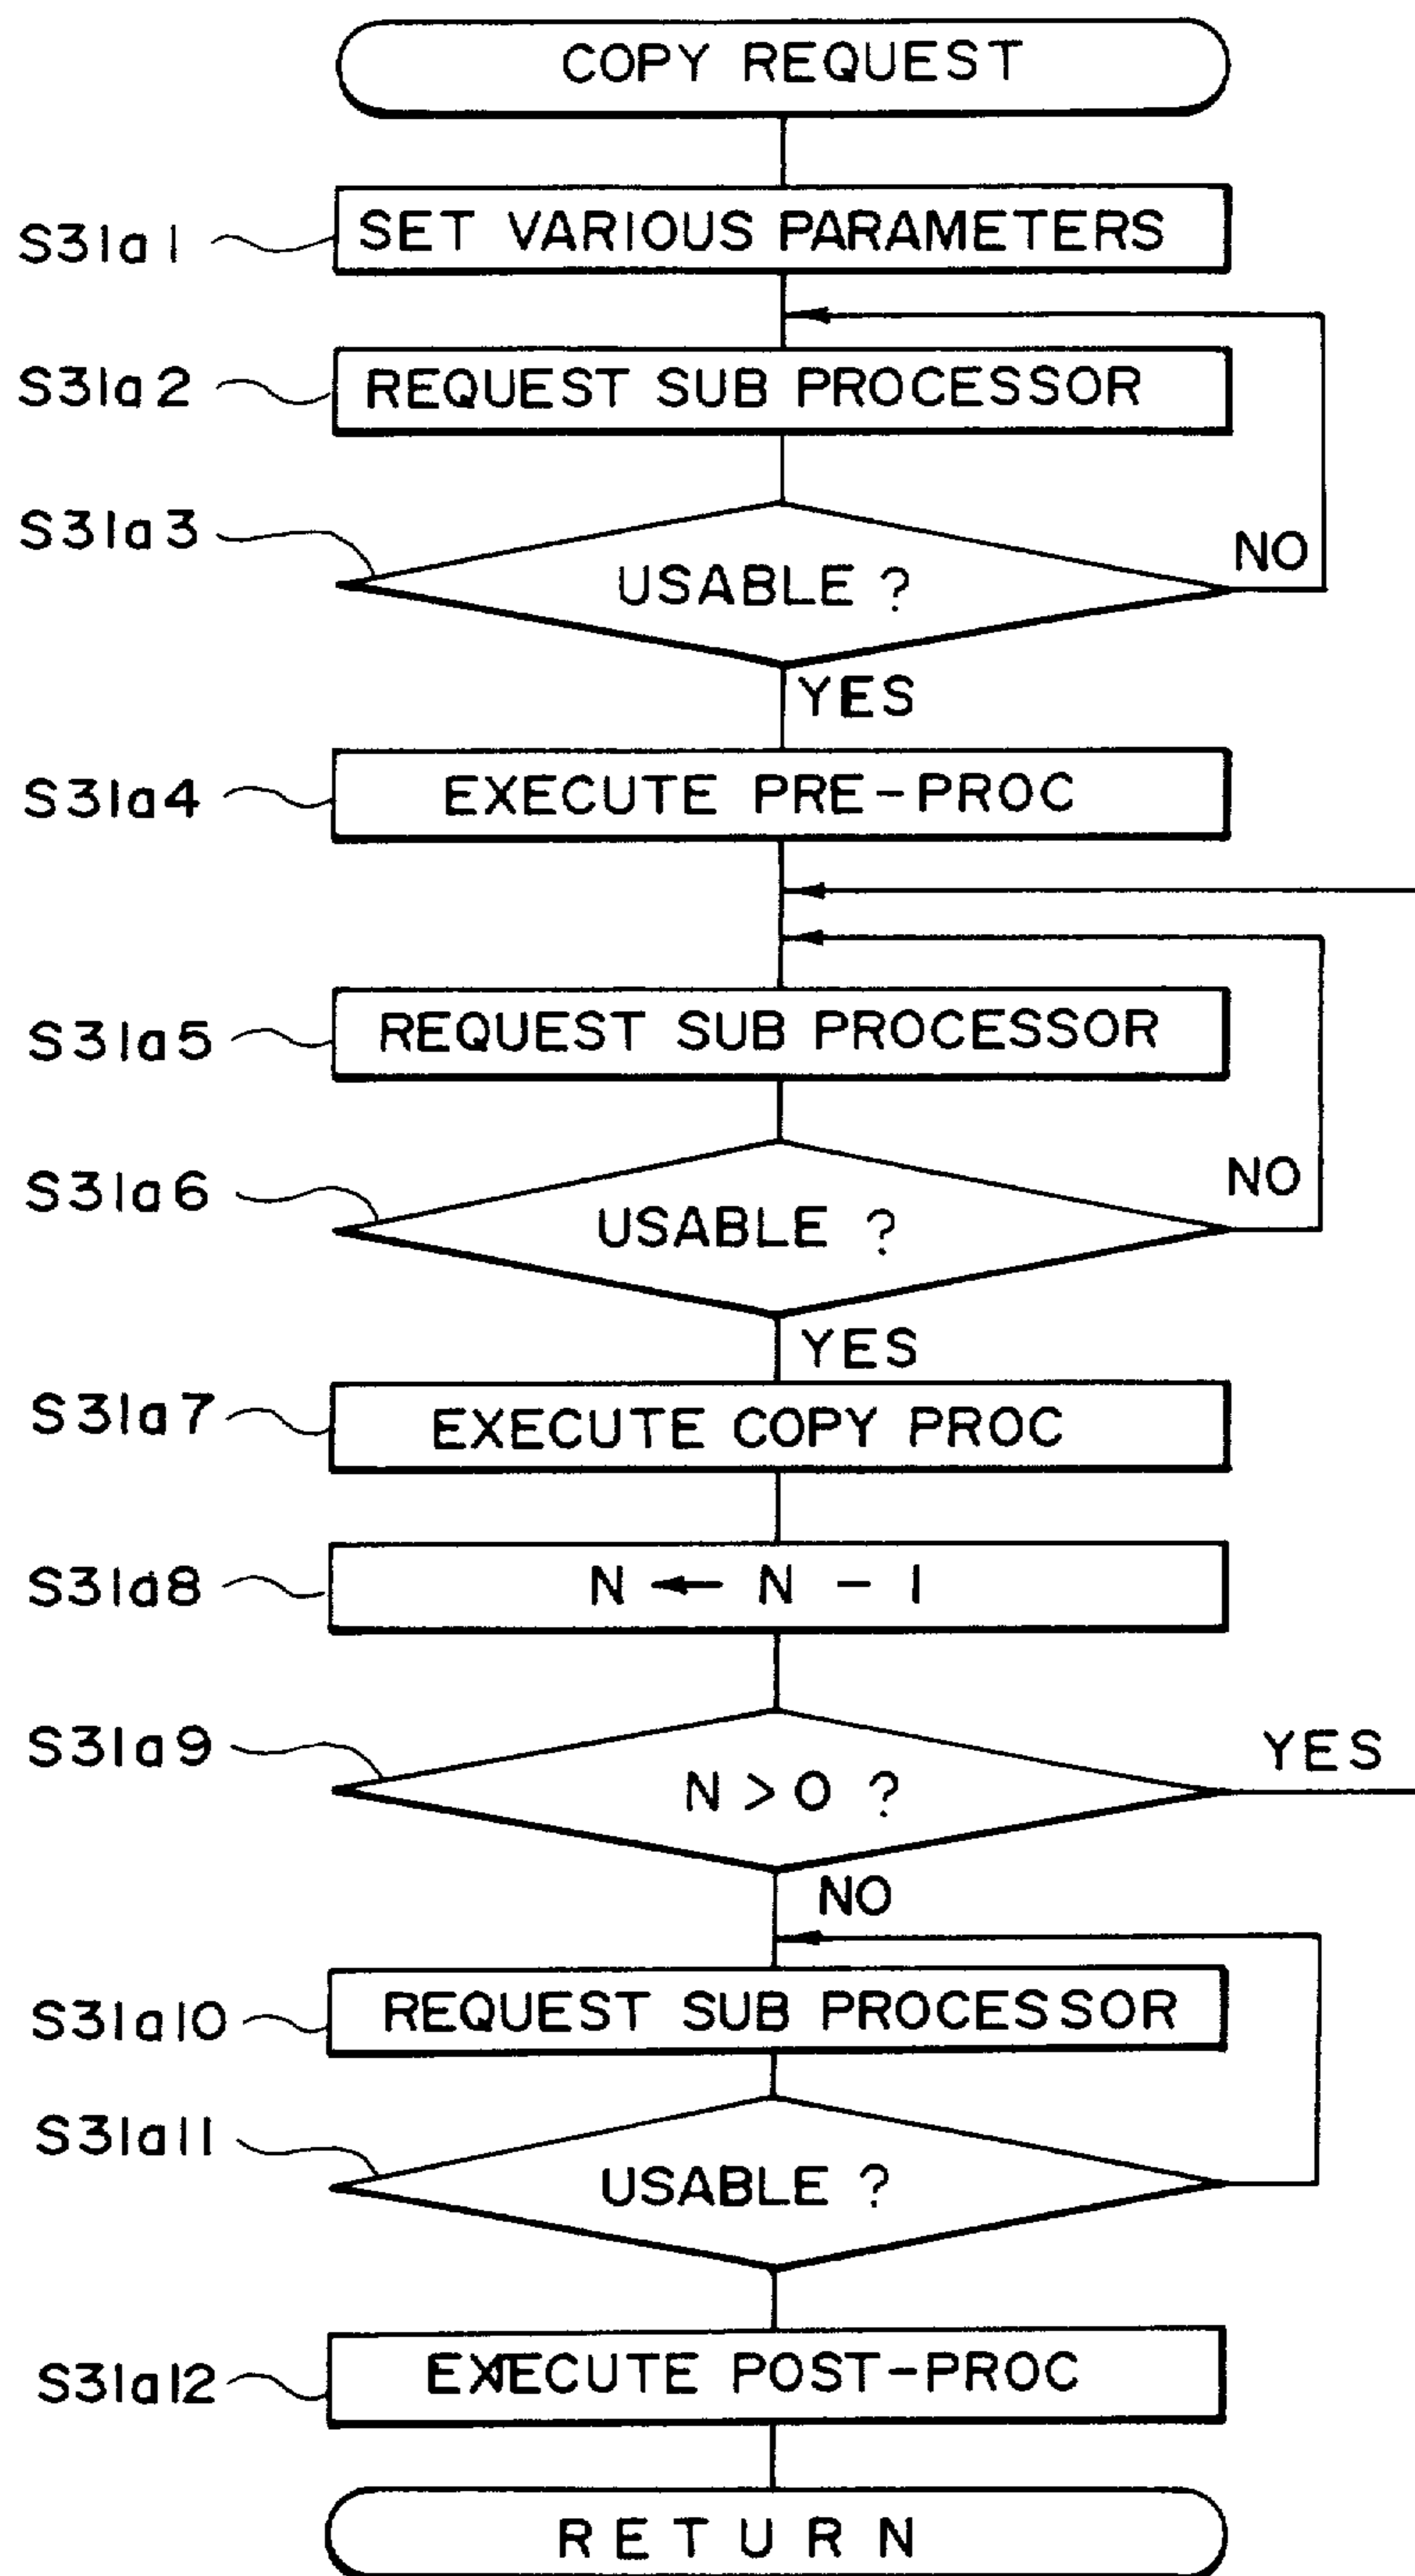 COPY REQUEST
S31a1 SET VARIOUS PARAMETERS
S31a2 REQUEST SUB PROCESSOR
S31a3 USABLE ? NO
YES
S31a4 EXECUTE PRE-PROC
S31a5 REQUEST SUB PROCESSOR
S31a6 USABLE ? NO
YES
S31a7 EXECUTE COPY PROC
S31a8 N ← N - 1
S31a9 N > 0 ? YES
NO
S31a10 REQUEST SUB PROCESSOR
S31a11 USABLE ?
S31a12 EXECUTE POST-PROC
RETURN